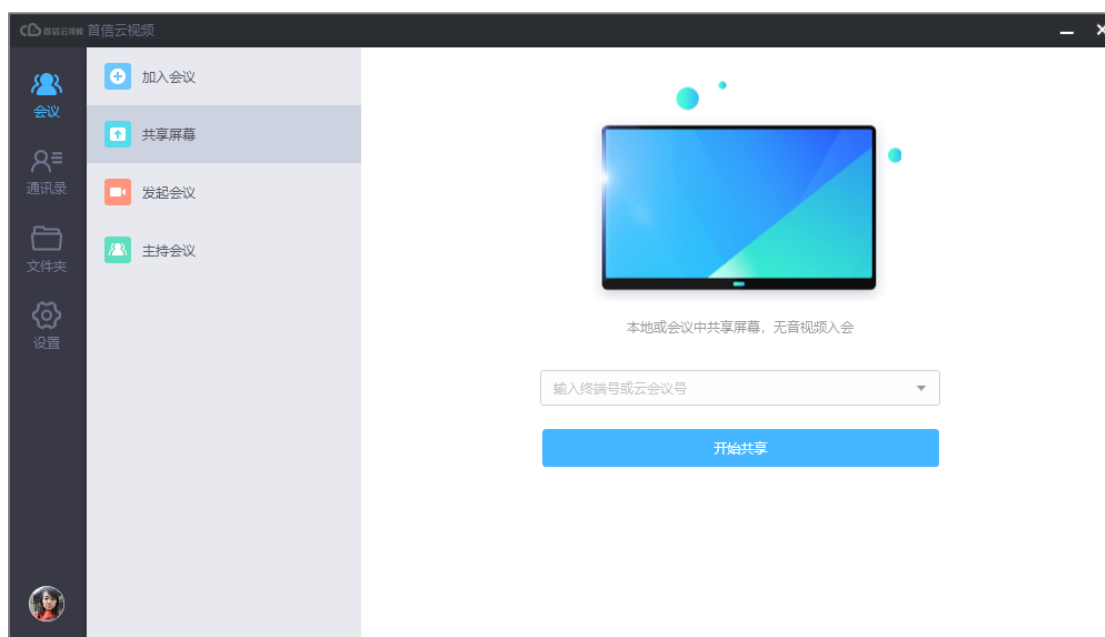 首信云视频 首信云视频
会议
通讯录
文件夹
设置
加入会议
共享屏幕
发起会议
主持会议
本地或会议中共享屏幕，无音视频入会
输入终端号或云会议号
开始共享